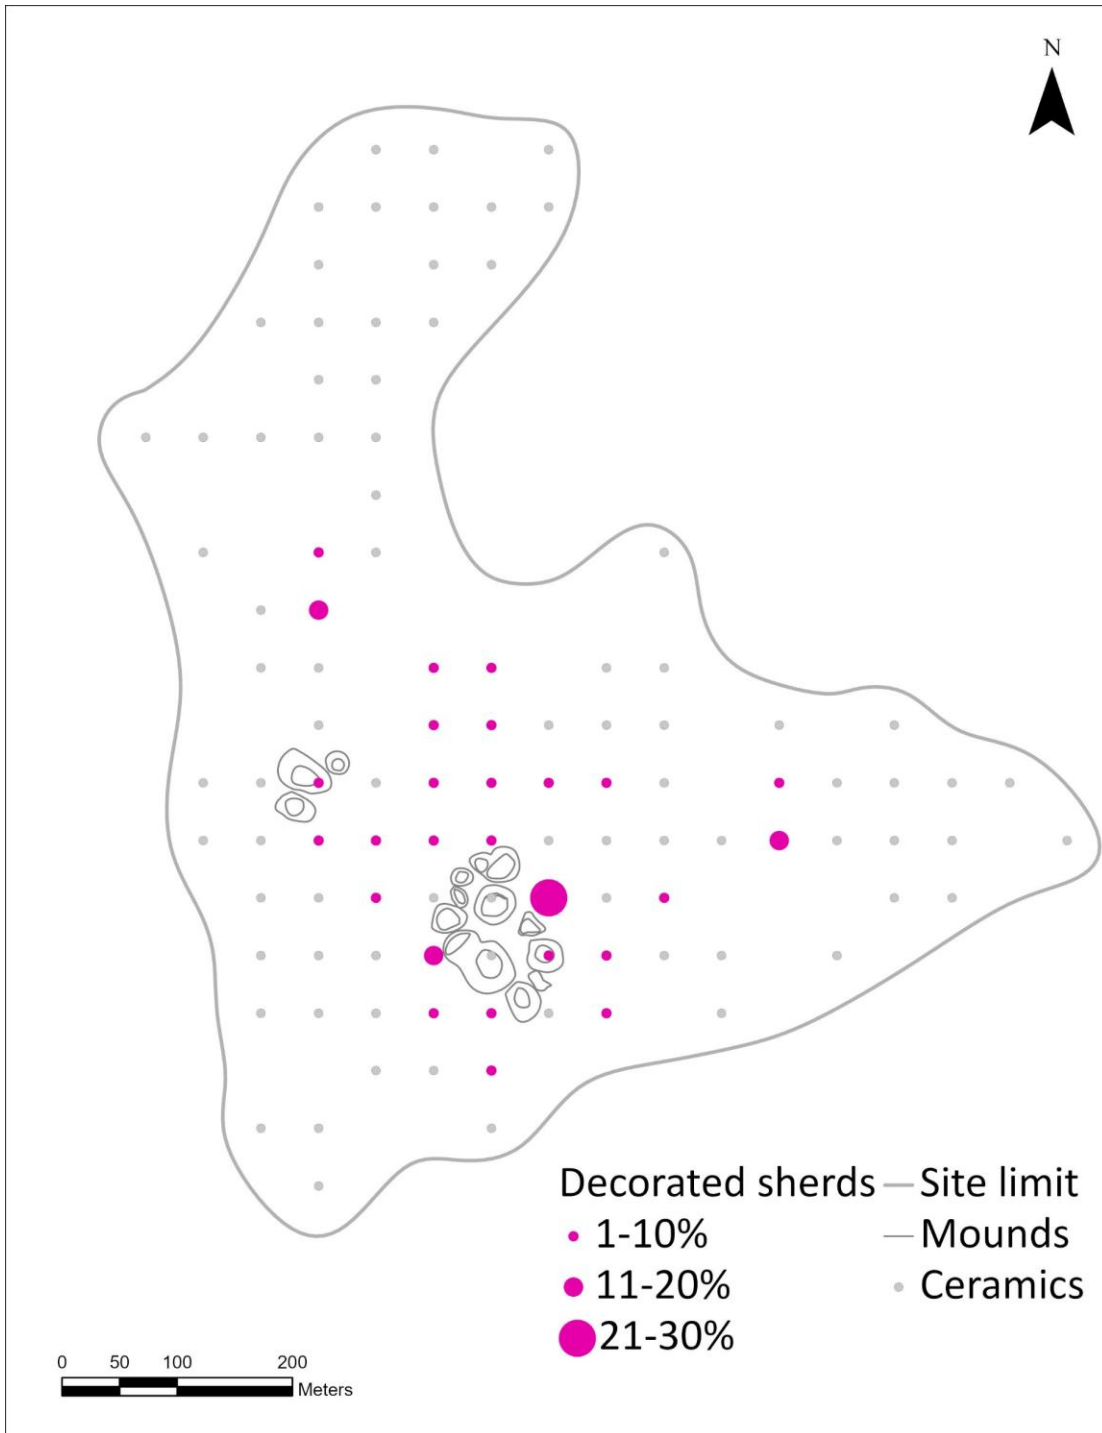 N
Decorated sherds
1-10%
11-20%
21-30%
Site limit
Mounds
Ceramics
0 50 100 200
Meters